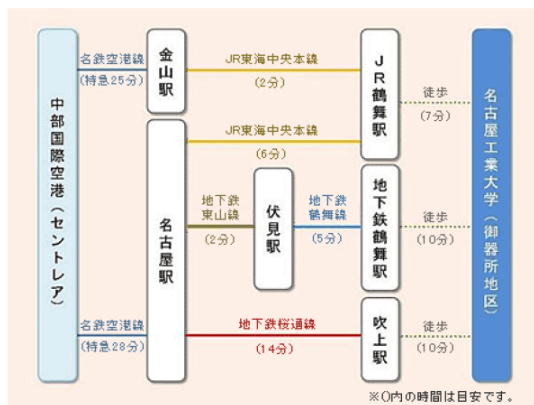 中部国際空港(セントレア)
名鉄空港線
(特急25分)
金山駅
JR東海中央本線
(2分)
JR鶴舞駅
徒歩
(7分)
名古屋工業大学(御器所地区)
JR東海中央本線
(6分)
名古屋駅
地下鉄
東山線
(2分)
伏見駅
地下鉄
鶴舞線
(5分)
地下鉄鶴舞駅
徒歩
(10分)
名鉄空港線
(特急28分)
地下鉄桜通線
(14分)
吹上駅
徒歩
(10分)
※()内の時間は目安です。